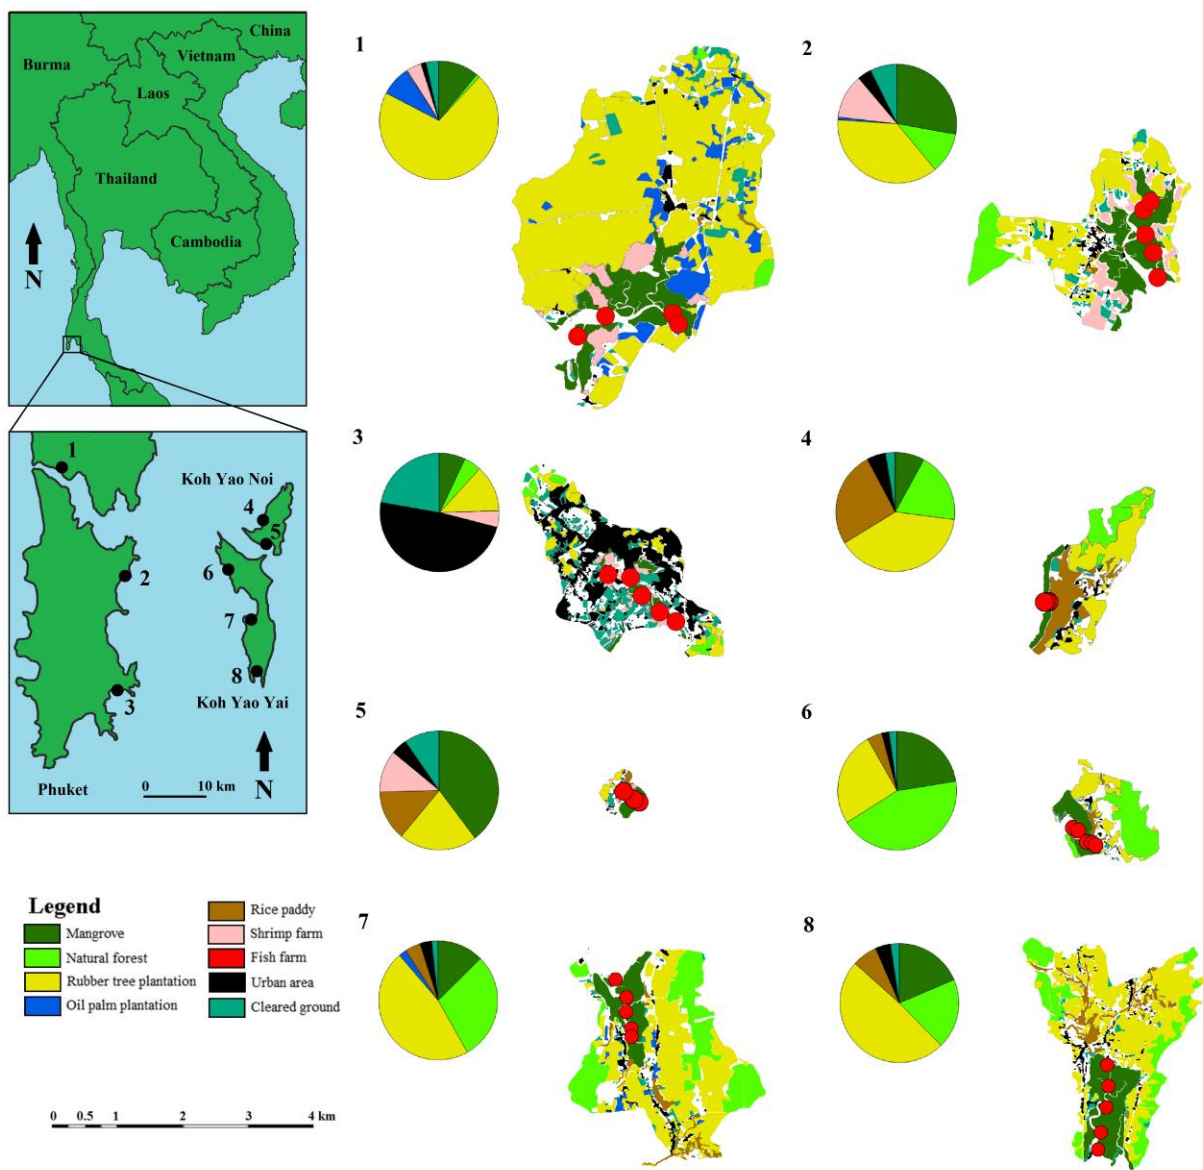 China
Vietnam
Burma
Laos
Thailand
Cambodia
N
1
Koh Yao Noi
4
5
2
6
7
8
3
Koh Yao Yai
Phuket
0 10 km
N
Legend
Mangrove
Natural forest
Rubber tree plantation
Oil palm plantation
Rice paddy
Shrimp farm
Fish farm
Urban area
Cleared ground
0 0.5 1 2 3 4 km
1
2
3
4
5
6
7
8